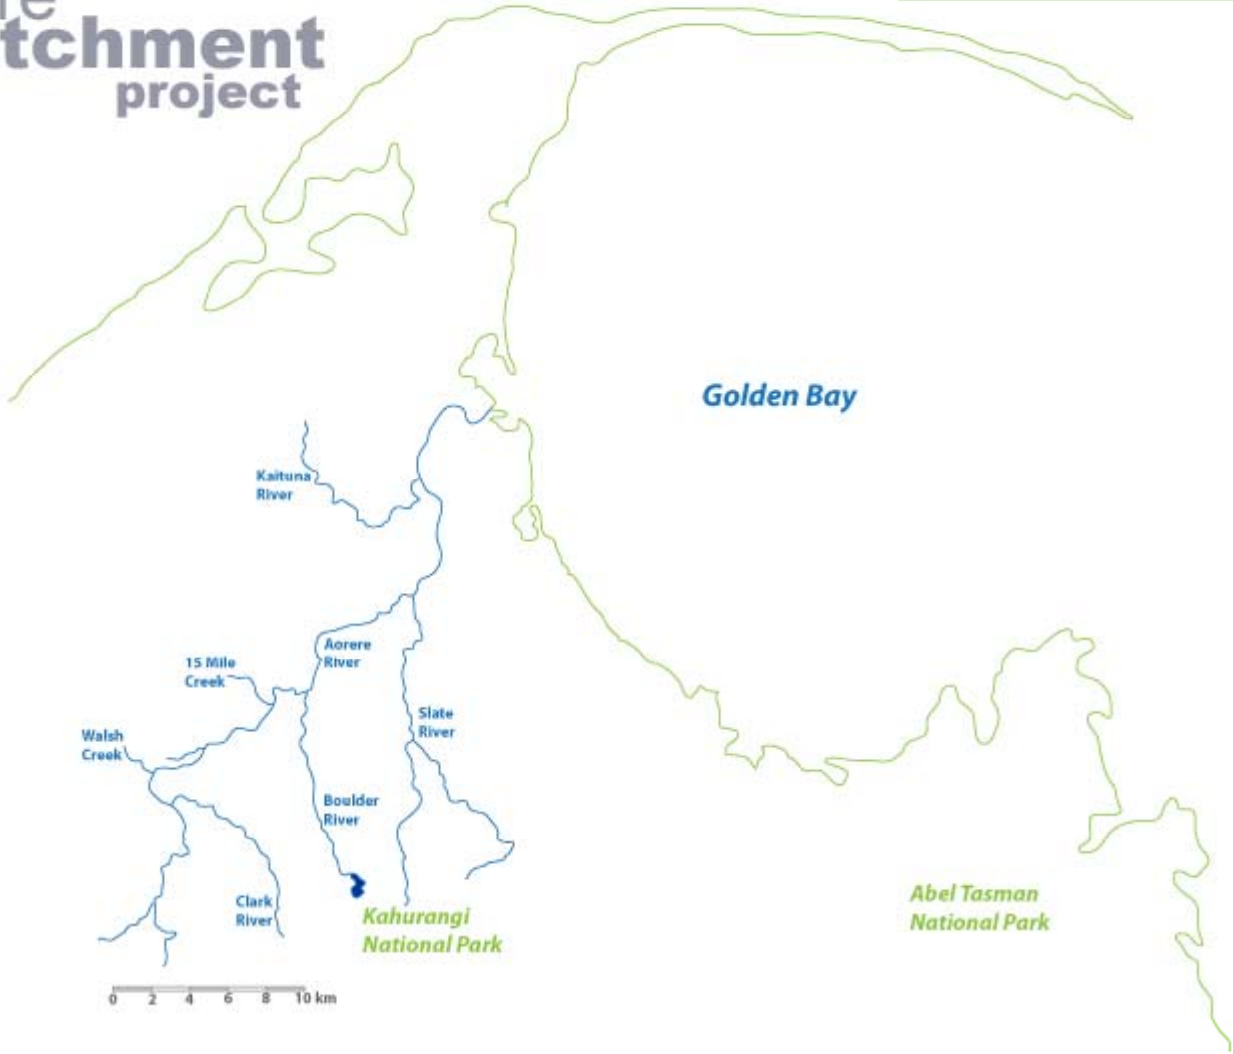 tchment
project
Golden Bay
Kaituna
River
Aorere
River
15 Mile
Creek
Slate
River
Walsh
Creek
Boulder
River
Clark
River
Kahurangi
National Park
Abel Tasman
National Park
0 2 4 6 8 10 km